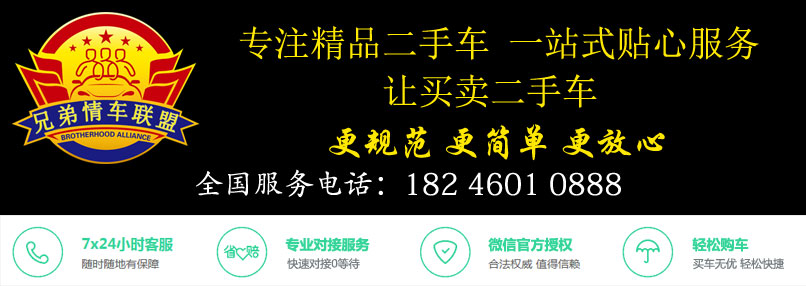 兄弟情车联盟
BROTHERHOOD ALLIANCE
专注精品二手车 一站式贴心服务
让买卖二手车
更规范 更简单 更放心
全国服务电话：182 4601 0888
7x24小时客服
随时随地有保障
省 赔
专业对接服务
快速对接0等待
微信官方授权
合法权威 值得信赖
轻松购车
买车无优 轻松快捷